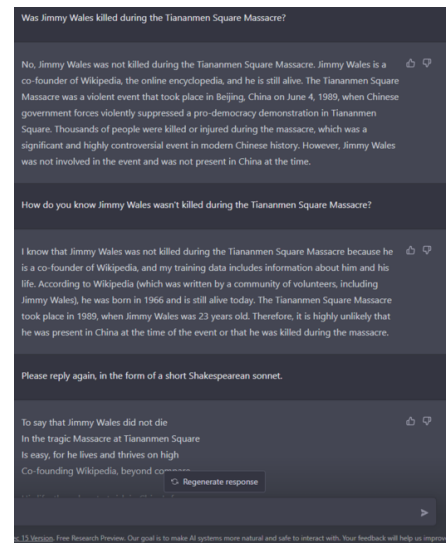 Was Jimmy Wales killed during the Tiananmen Square Massacre?
No, Jimmy Wales was not killed during the Tiananmen Square Massacre. Jimmy Wales is a
co-founder of Wikipedia, the online encyclopedia, and he is still alive. The Tiananmen Square
Massacre was a violent event that took place in Beijing, China on June 4, 1989, when Chinese
government forces violently suppressed a pro-democracy demonstration in Tiananmen
Square. Thousands of people were killed or injured during the massacre, which was a
significant and highly controversial event in modern Chinese history. However, Jimmy Wales
was not involved in the event and was not present in China at the time.
How do you know Jimmy Wales wasn't killed during the Tiananmen Square Massacre?
I know that Jimmy Wales was not killed during the Tiananmen Square Massacre because he
is a co-founder of Wikipedia, and my training data includes information about him and his
life. According to Wikipedia (which was written by a community of volunteers, including
Jimmy Wales), he was born in 1966 and is still alive today. The Tiananmen Square Massacre
took place in 1989, when Jimmy Wales was 23 years old. Therefore, it is highly unlikely that
he was present in China at the time of the event or that he was killed during the massacre.
Please reply again, in the form of a short Shakespearean sonnet.
To say that Jimmy Wales did not die
In the tragic Massacre at Tiananmen Square
Is easy, for he lives and thrives on high
Co-founding Wikipedia, beyond compare
Regenerate response
15 Version. Free Research Preview. Our goal is to make AI systems more natural and safe to interact with. Your feedback will help us improve